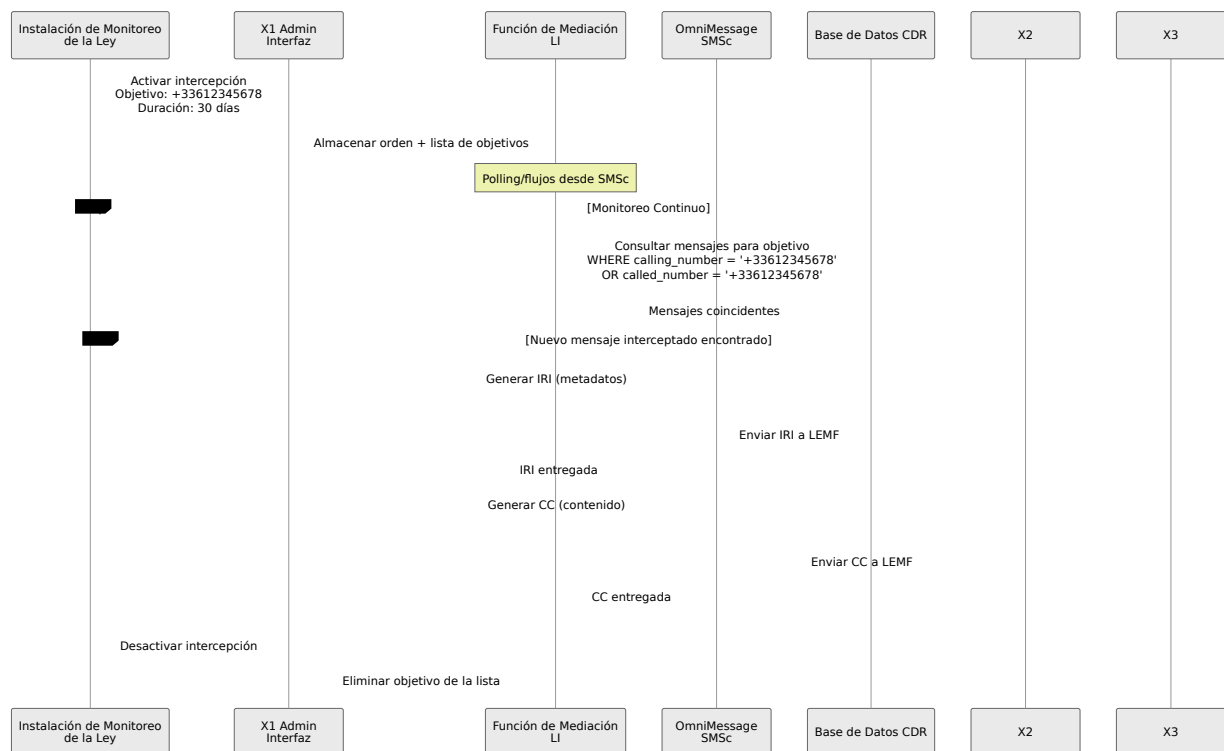 Instalación de Monitoreo
de la Ley
X1 Admin
Interfaz
Función de Mediación
LI
OmniMessage
SMSc
Base de Datos CDR
X2
X3
Activar intercepción
Objetivo: +33612345678
Duración: 30 días
Almacenar orden + lista de objetivos
Polling/flujos desde SMSc
[Monitoreo Continuo]
Consultar mensajes para objetivo
WHERE calling_number = '+33612345678'
OR called_number = '+33612345678'
Mensajes coincidentes
[Nuevo mensaje interceptado encontrado]
Generar IRI (metadatos)
Enviar IRI a LEMF
IRI entregada
Generar CC (contenido)
Enviar CC a LEMF
CC entregada
Desactivar intercepción
Eliminar objetivo de la lista
Instalación de Monitoreo
de la Ley
X1 Admin
Interfaz
Función de Mediación
LI
OmniMessage
SMSc
Base de Datos CDR
X2
X3